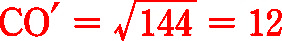 CO′ = √144 = 12